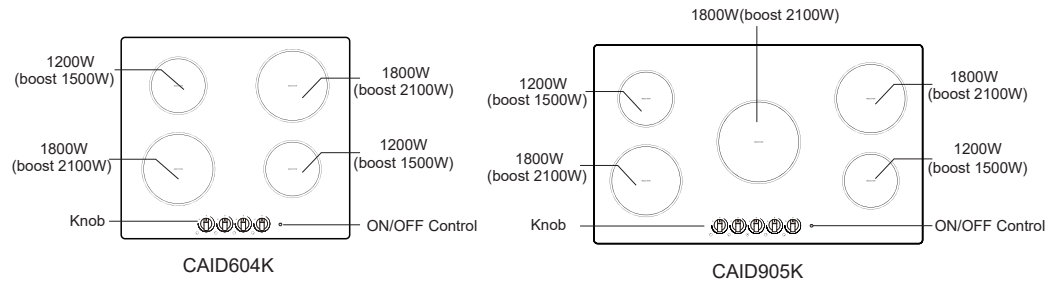 1200W
(boost 1500W)
1800W
(boost 2100W)
1800W
(boost 2100W)
1200W
(boost 1500W)
Knob
ON/OFF Control
CAID604K
1800W(boost 2100W)
1200W
(boost 1500W)
1800W
(boost 2100W)
1800W
(boost 2100W)
1200W
(boost 1500W)
Knob
ON/OFF Control
CAID905K